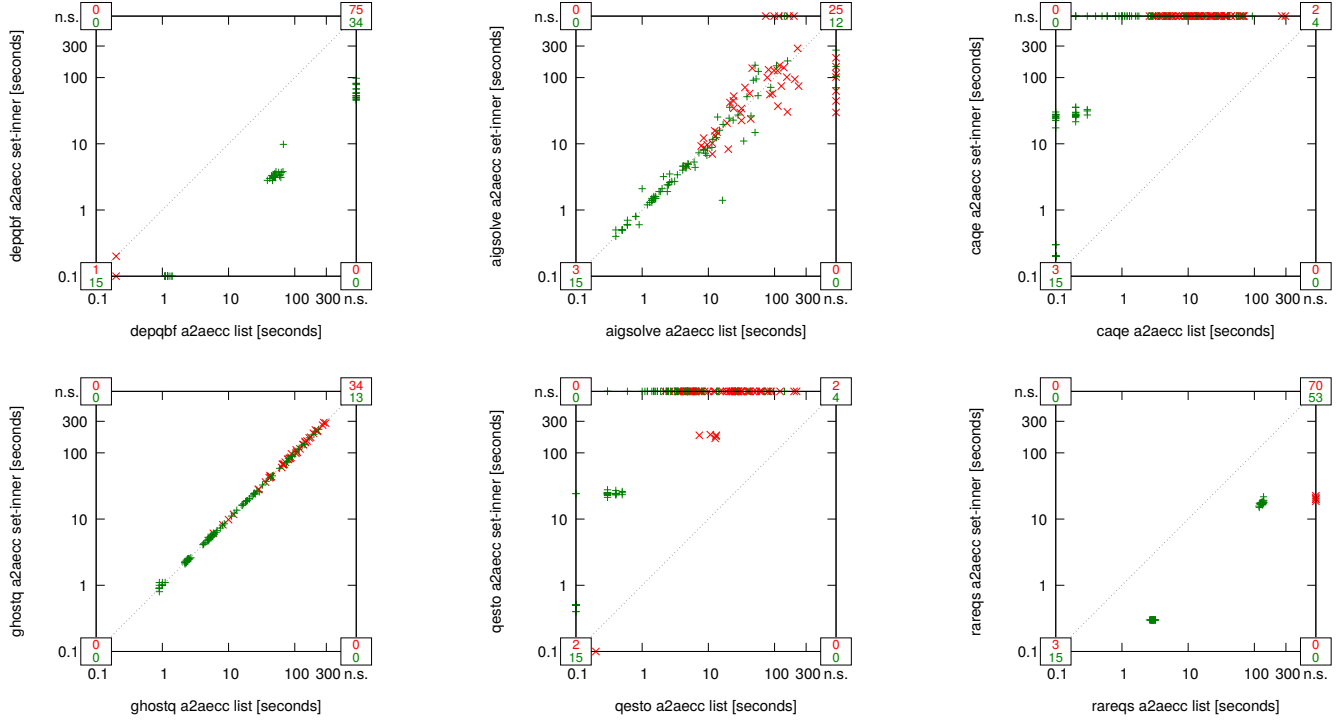 n.s. 0 0 75 34
300
100
10
1
0.1 1 15 0 0
0.1 1 10 100 300 n.s.
depqbf a2aecc set-inner [seconds]
depqbf a2aecc list [seconds]
n.s. 0 0 25 12
300
100
10
1
0.1 3 15 0 0
0.1 1 10 100 300 n.s.
aigsolve a2aecc set-inner [seconds]
aigsolve a2aecc list [seconds]
n.s. 0 0 2 4
300
100
10
1
0.1 3 15 0 0
0.1 1 10 100 300 n.s.
caqe a2aecc set-inner [seconds]
caqe a2aecc list [seconds]
n.s. 0 0 34 13
300
100
10
1
0.1 0 0 0 0
0.1 1 10 100 300 n.s.
ghostq a2aecc set-inner [seconds]
ghostq a2aecc list [seconds]
n.s. 0 0 2 4
300
100
10
1
0.1 2 15 0 0
0.1 1 10 100 300 n.s.
qesto a2aecc set-inner [seconds]
qesto a2aecc list [seconds]
n.s. 0 0 70 53
300
100
10
1
0.1 3 15 0 0
0.1 1 10 100 300 n.s.
rareqs a2aecc set-inner [seconds]
rareqs a2aecc list [seconds]